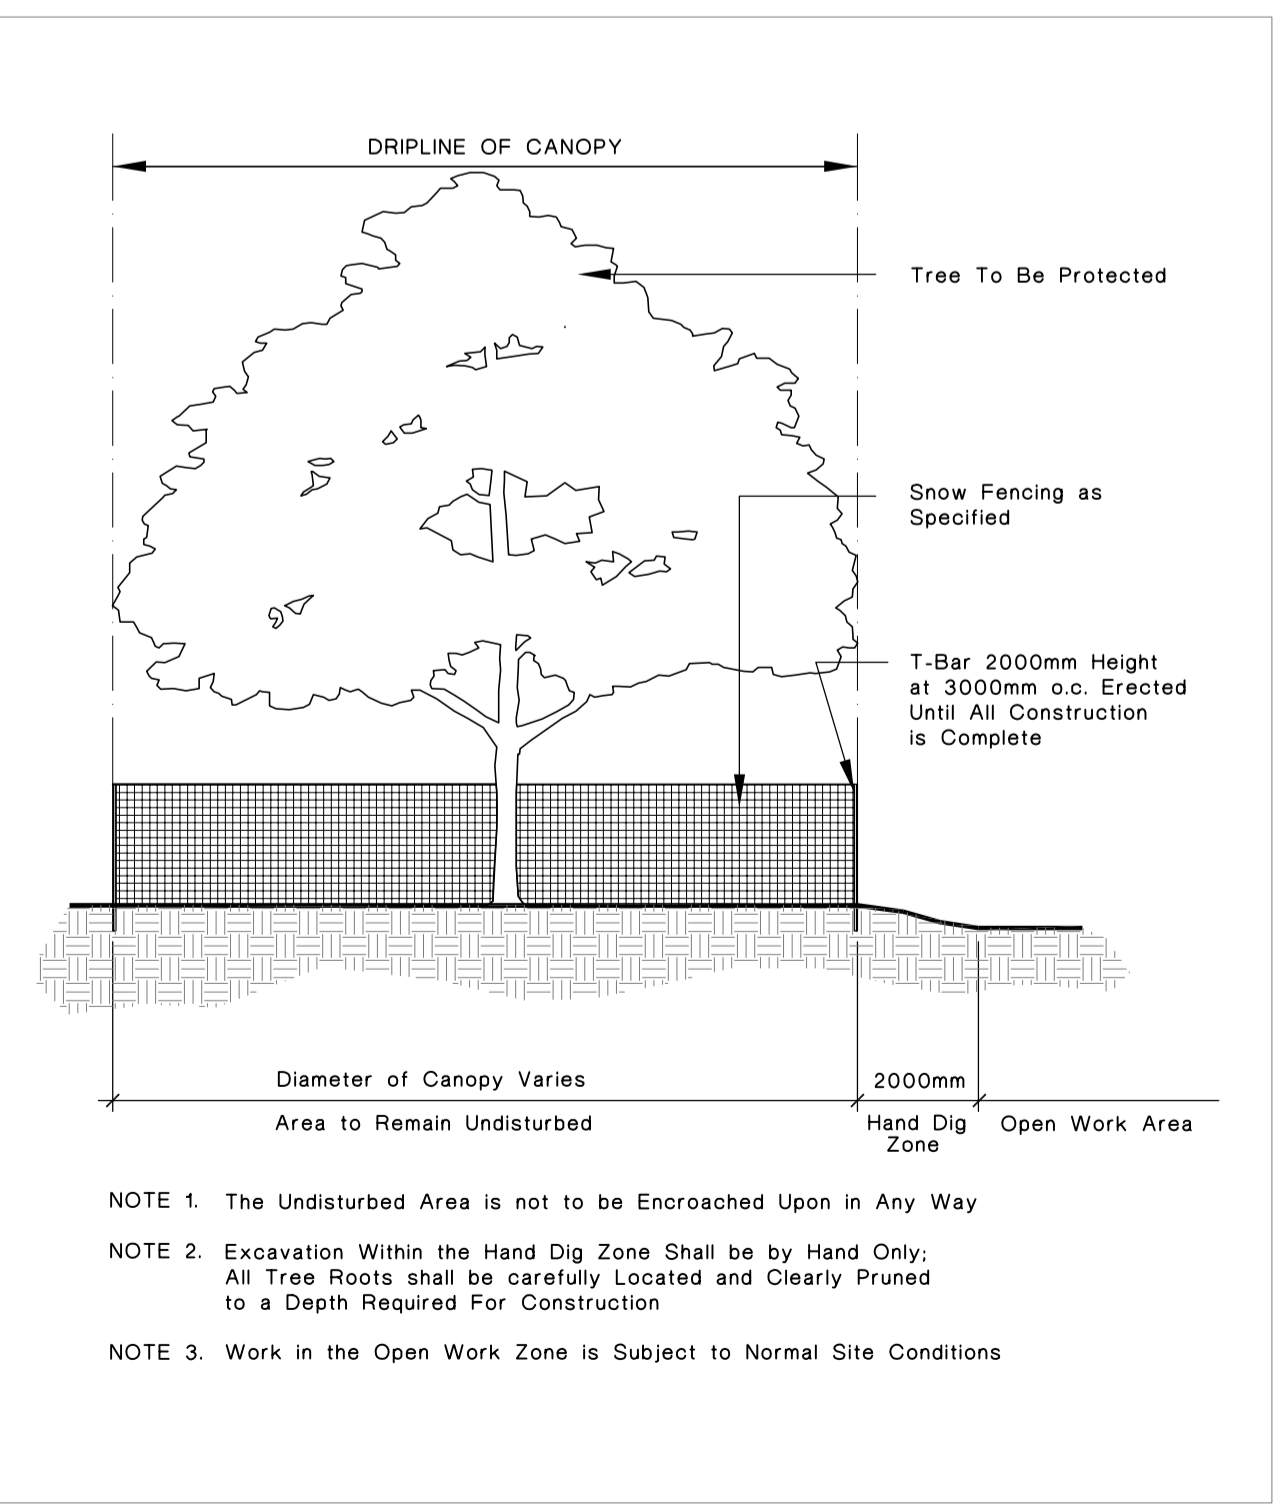 DRIPLINE OF CANOPY
Tree To Be Protected
Snow Fencing as
Specified
T-Bar 2000mm Height
at 3000mm o.c. Erected
Until All Construction
is Complete
Diameter of Canopy Varies
2000mm
Area to Remain Undisturbed
Hand Dig
Zone
Open Work Area
NOTE 1. The Undisturbed Area is not to be Encroached Upon in Any Way
NOTE 2. Excavation Within the Hand Dig Zone Shall be by Hand Only;
All Tree Roots shall be carefully Located and Clearly Pruned
to a Depth Required For Construction
NOTE 3. Work in the Open Work Zone is Subject to Normal Site Conditions